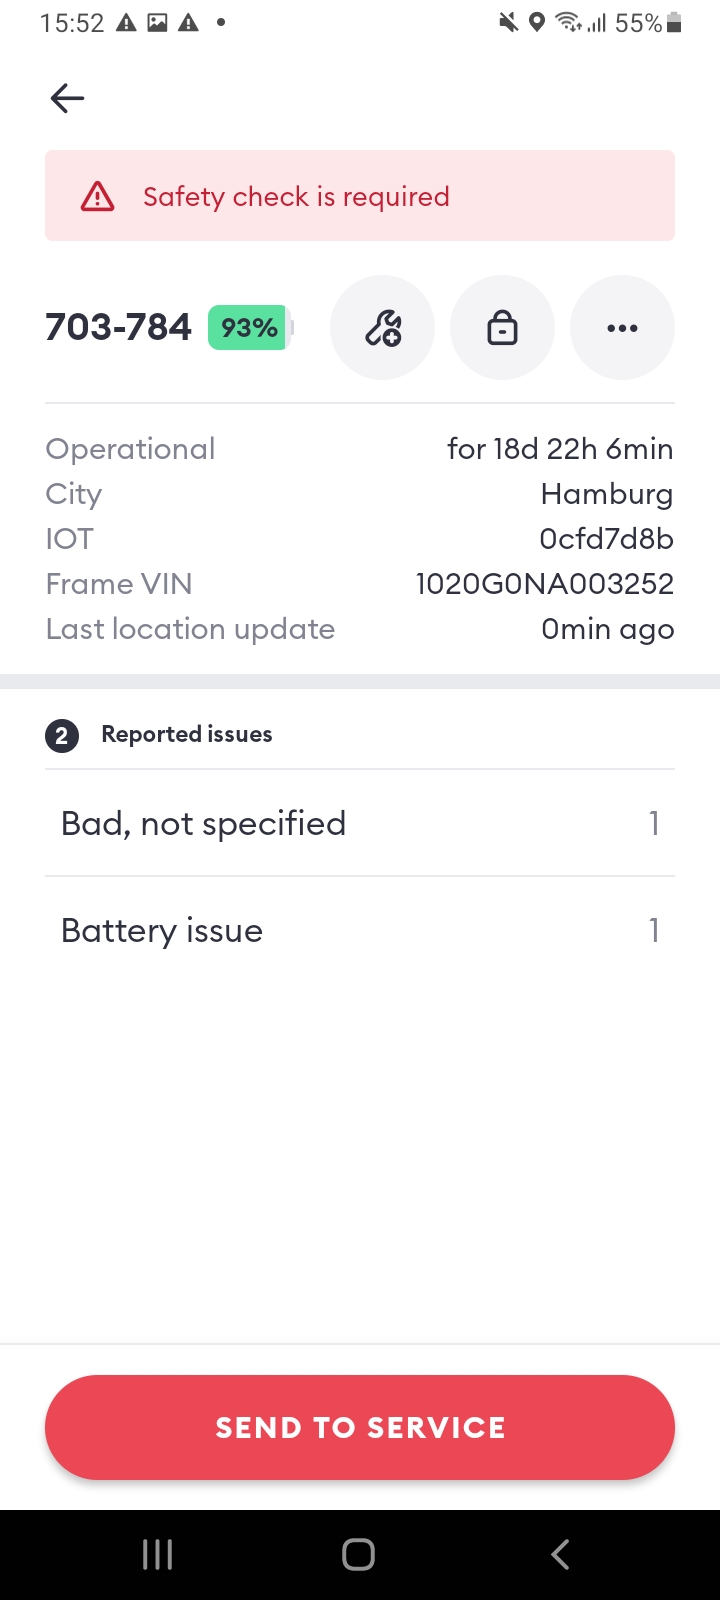 15:52 55%
Safety check is required
703-784 93%
Operational for 18d 22h 6min
City Hamburg
IOT 0cfd7d8b
Frame VIN 1020G0NA003252
Last location update 0min ago
2 Reported issues
Bad, not specified 1
Battery issue 1
SEND TO SERVICE